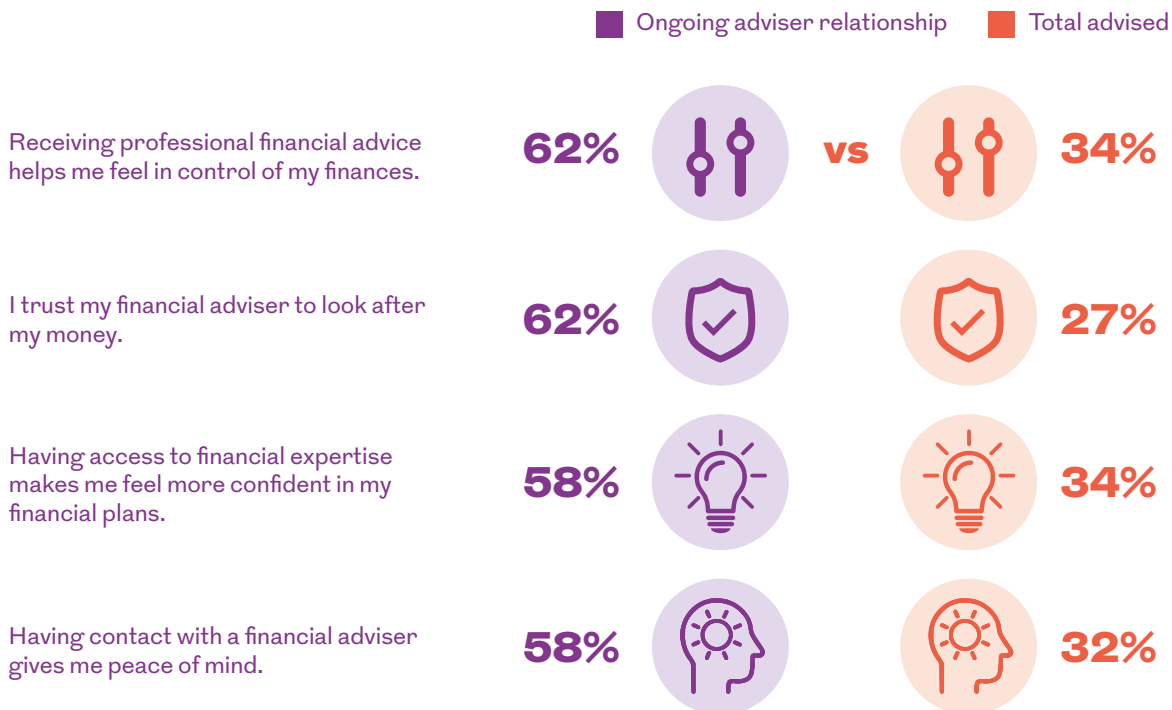 Ongoing adviser relationship
Total advised
Receiving professional financial advice
helps me feel in control of my finances.
62%
vs
34%
I trust my financial adviser to look after
my money.
62%
27%
Having access to financial expertise
makes me feel more confident in my
financial plans.
58%
34%
Having contact with a financial adviser
gives me peace of mind.
58%
32%